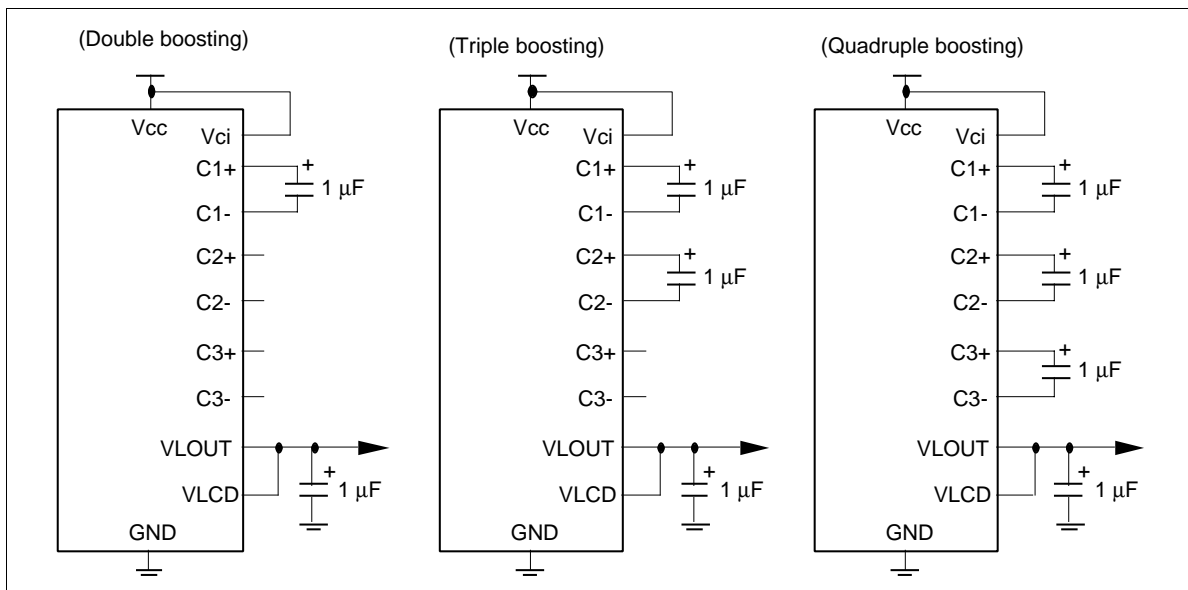 (Double boosting)
Vcc
Vci
C1+
+
1 μF
C1-
C2+
C2-
C3+
C3-
VLOUT
+
1 μF
VLCD
GND
(Triple boosting)
Vcc
Vci
C1+
+
1 μF
C1-
C2+
+
1 μF
C2-
C3+
C3-
VLOUT
+
1 μF
VLCD
GND
(Quadruple boosting)
Vcc
Vci
C1+
+
1 μF
C1-
C2+
+
1 μF
C2-
C3+
+
1 μF
C3-
VLOUT
+
1 μF
VLCD
GND